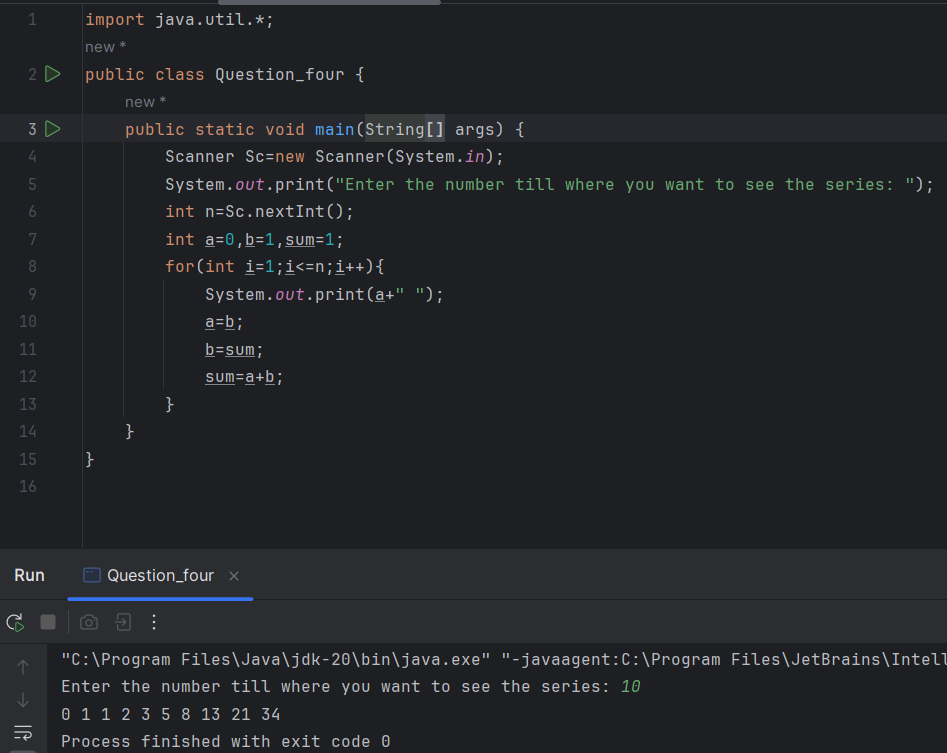 1 import java.util.*;
new *
2 public class Question_four {
new *
3 public static void main(String[] args) {
4 Scanner Sc=new Scanner(System.in);
5 System.out.print("Enter the number till where you want to see the series: ");
6 int n=Sc.nextInt();
7 int a=0,b=1,sum=1;
8 for(int i=1;i<=n;i++){
9 System.out.print(a+" ");
10 a=b;
11 b=sum;
12 sum=a+b;
13 }
14 }
15 }
16
Run Question_four ×
"C:\Program Files\Java\jdk-20\bin\java.exe" "-javaagent:C:\Program Files\JetBrains\Intell
Enter the number till where you want to see the series: 10
0 1 1 2 3 5 8 13 21 34
Process finished with exit code 0